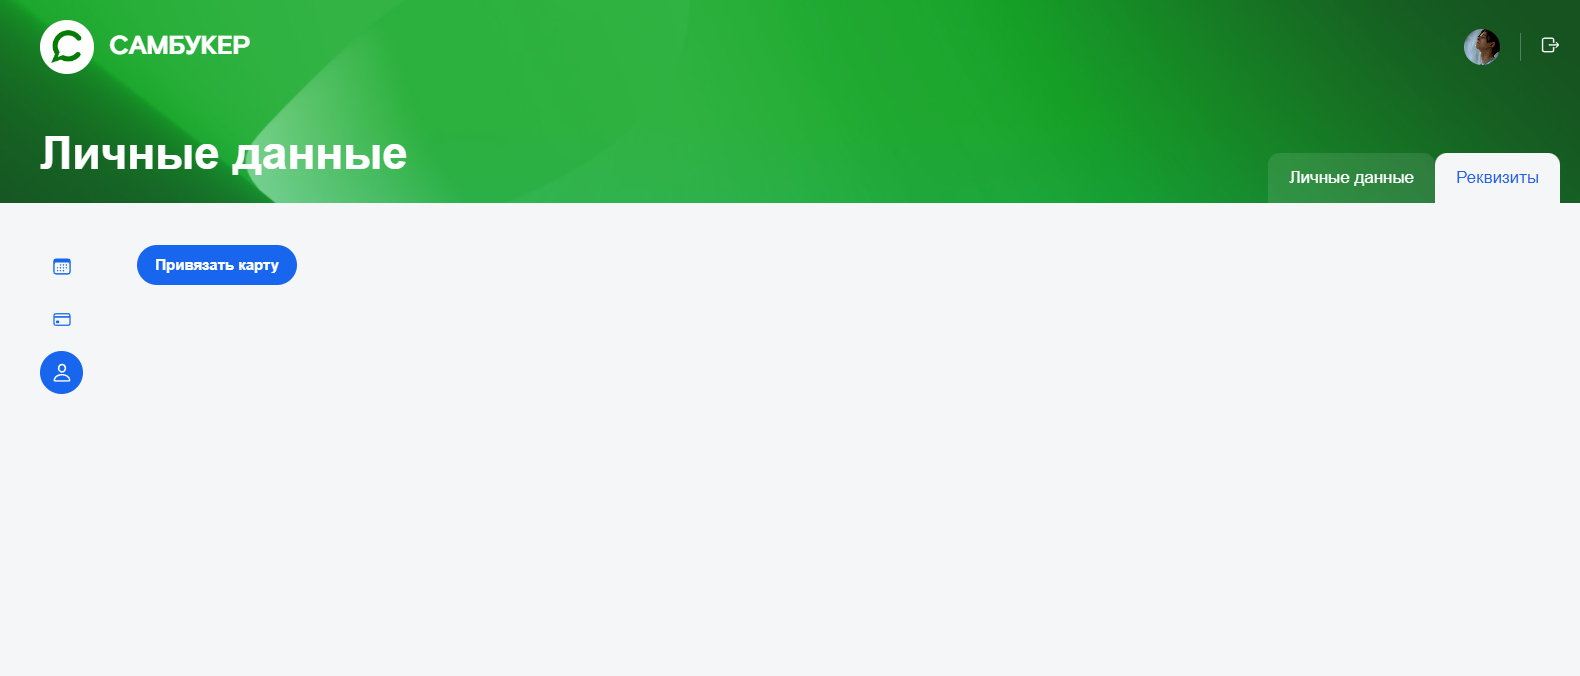 САМБУКЕР
Личные данные
Личные данные
Реквизиты
Привязать карту